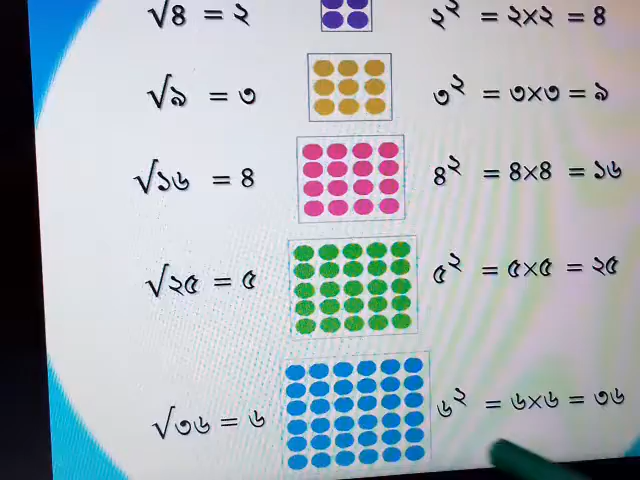 √৪ = ২ ২² = ২×২ = ৪
√৯ = ৩ ৩² = ৩×৩ = ৯
√১৬ = ৪ ৪² = ৪×৪ = ১৬
√২৫ = ৫ ৫² = ৫×৫ = ২৫
√৩৬ = ৬ ৬² = ৬×৬ = ৩৬